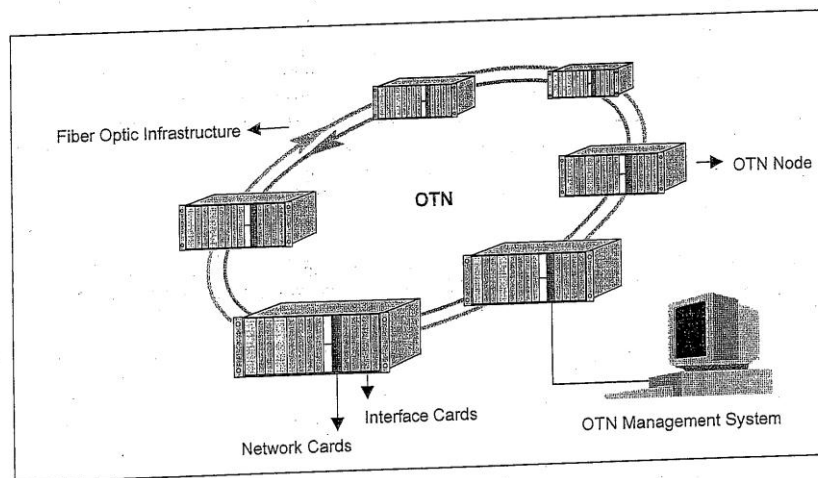 Fiber Optic Infrastructure
OTN Node
OTN
Interface Cards
OTN Management System
Network Cards